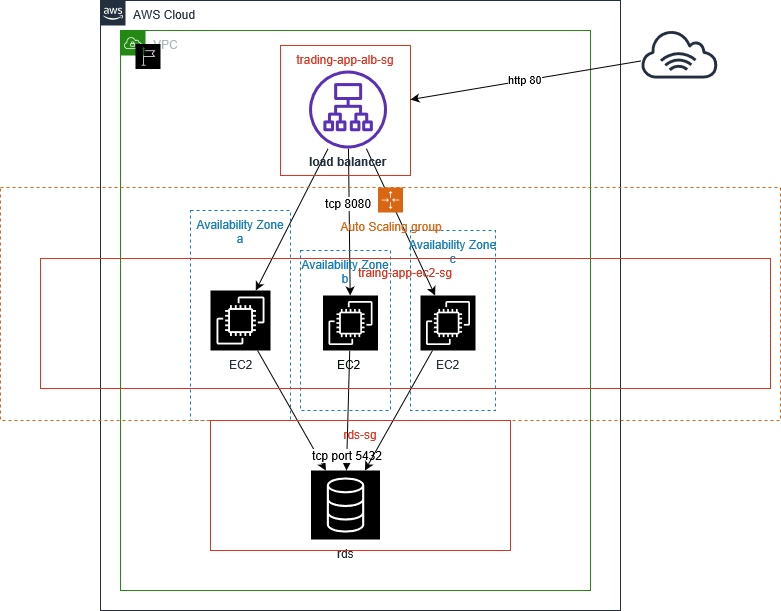 aws
AWS Cloud
VPC
trading-app-alb-sg
http 80
load balancer
tcp 8080
Auto Scaling group
Availability Zone
a
Availability Zone
b
Availability Zone
c
traing-app-ec2-sg
EC2
EC2
EC2
rds-sg
tcp port 5432
rds